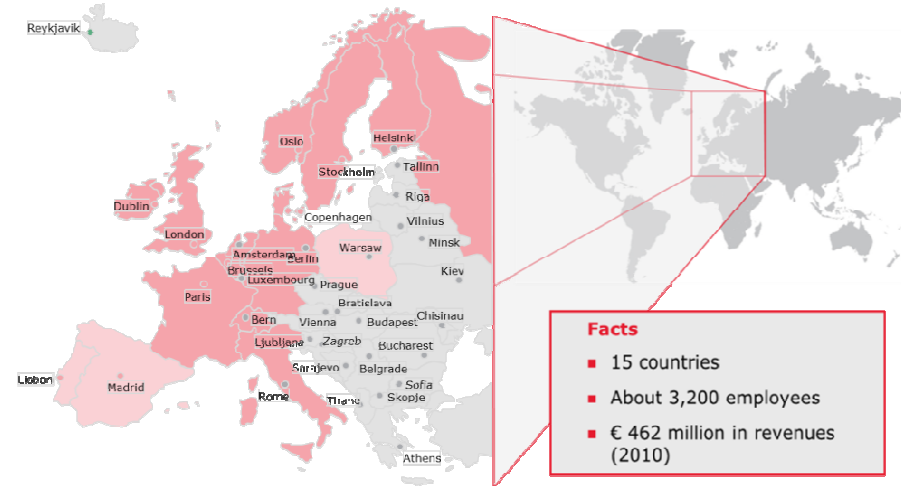 Reykjavik
Oslo
Helsinki
Stockholm
Tallinn
Riga
Dublin
Copenhagen
Vilnius
London
Warsaw
Minsk
Amsterdam
Berlin
Brussels
Luxembourg
Prague
Kiev
Paris
Bratislava
Bern
Vienna
Budapest
Chisinau
Ljubljana
Zagreb
Bucharest
Sarajevo
Belgrade
Lisbon
Madrid
Sofia
Rome
Tirane
Skopje
Athens
Facts
15 countries
About 3,200 employees
€ 462 million in revenues
(2010)